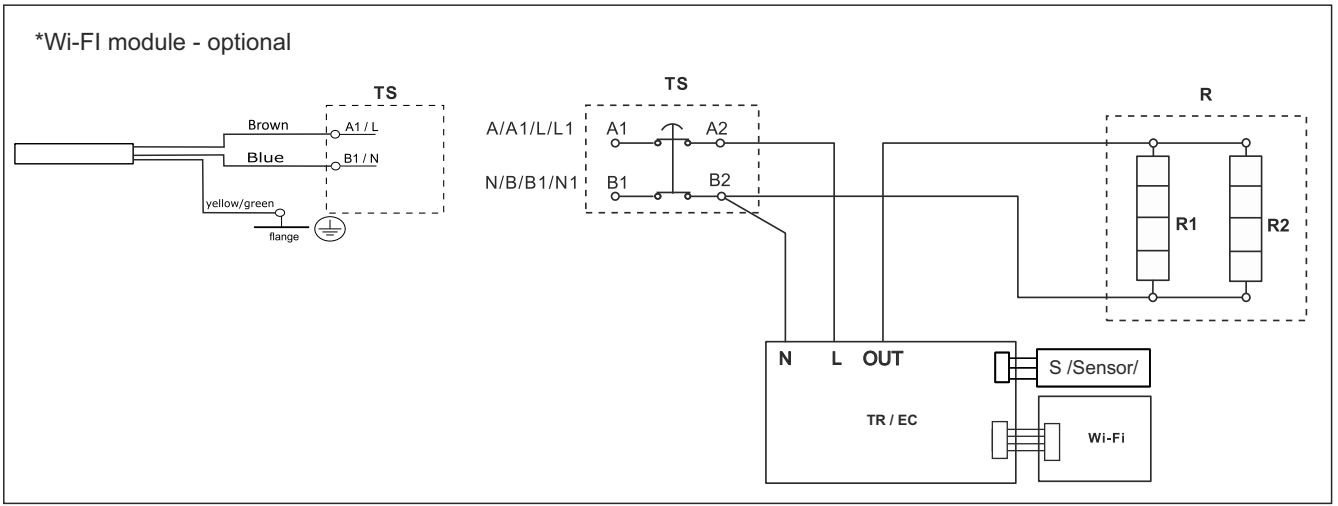 *Wi-FI module - optional
TS
Brown
A1 / L
Blue
B1 / N
yellow/green
flange
TS
A/A1/L/L1
A1
A2
N/B/B1/N1
B1
B2
R
R1
R2
N
L
OUT
TR / EC
S /Sensor/
Wi-Fi